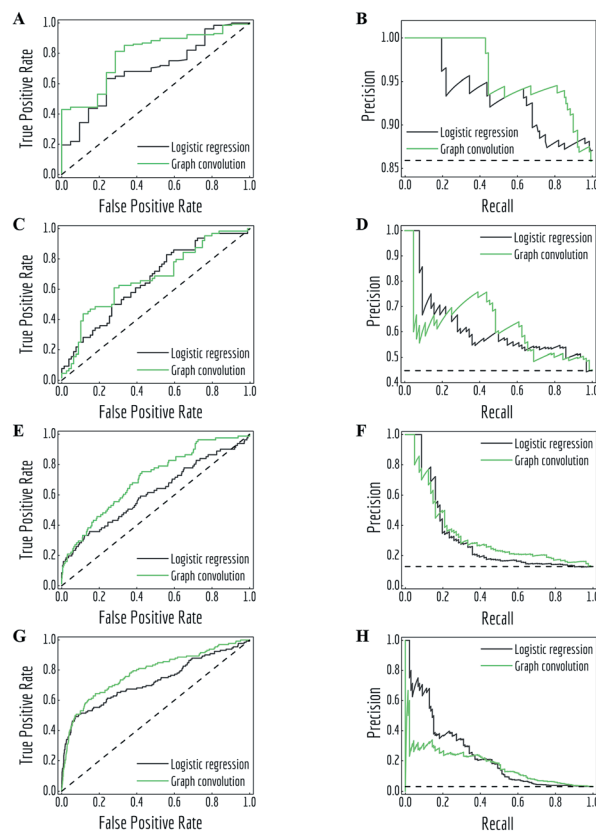 A
True Positive Rate
1.0
0.8
0.6
0.4
0.2
0.0
Logistic regression
Graph convolution
0.0 0.2 0.4 0.6 0.8 1.0
False Positive Rate
B
Precision
1.00
0.95
0.90
0.85
Logistic regression
Graph convolution
0.0 0.2 0.4 0.6 0.8 1.0
Recall
C
True Positive Rate
1.0
0.8
0.6
0.4
0.2
0.0
Logistic regression
Graph convolution
0.0 0.2 0.4 0.6 0.8 1.0
False Positive Rate
D
Precision
1.0
0.9
0.8
0.7
0.6
0.5
0.4
Logistic regression
Graph convolution
0.0 0.2 0.4 0.6 0.8 1.0
Recall
E
True Positive Rate
1.0
0.8
0.6
0.4
0.2
0.0
Logistic regression
Graph convolution
0.0 0.2 0.4 0.6 0.8 1.0
False Positive Rate
F
Precision
1.0
0.8
0.6
0.4
0.2
0.0
Logistic regression
Graph convolution
0.0 0.2 0.4 0.6 0.8 1.0
Recall
G
True Positive Rate
1.0
0.8
0.6
0.4
0.2
0.0
Logistic regression
Graph convolution
0.0 0.2 0.4 0.6 0.8 1.0
False Positive Rate
H
Precision
1.0
0.8
0.6
0.4
0.2
0.0
Logistic regression
Graph convolution
0.0 0.2 0.4 0.6 0.8 1.0
Recall